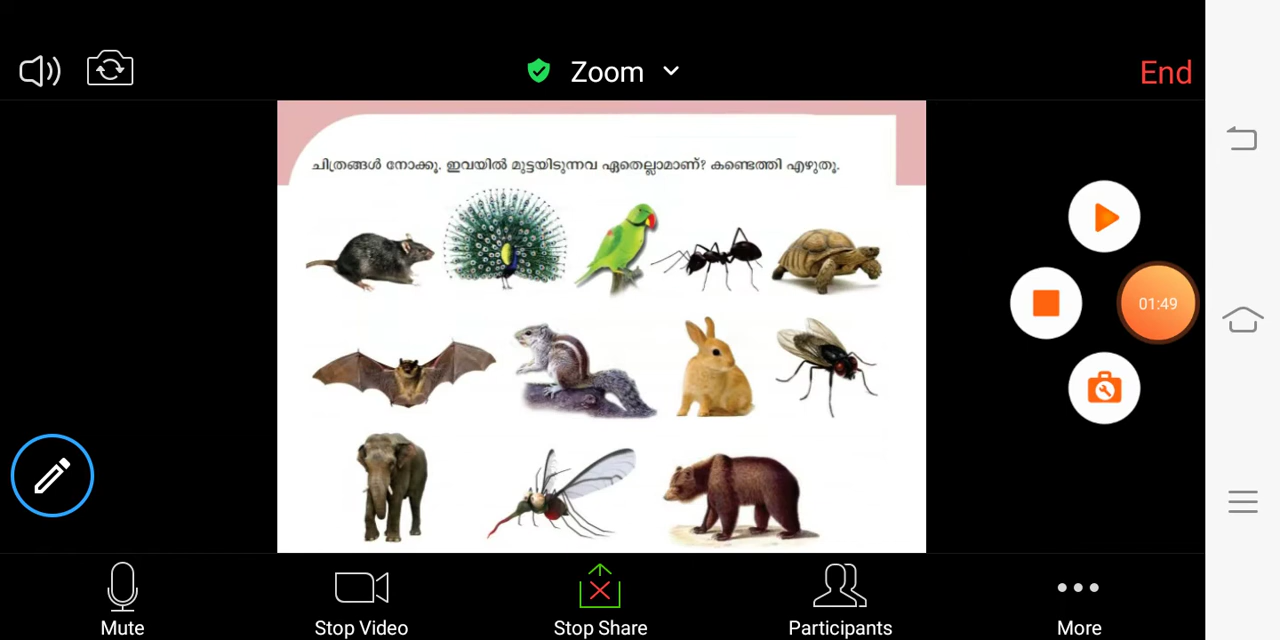 Zoom
End
ചിത്രങ്ങൾ നോക്കൂ. ഇവയിൽ മുട്ടയിടുന്നവ ഏതെല്ലാമാണ്? കണ്ടെത്തി എഴുതൂ.
01:49
Mute
Stop Video
Stop Share
Participants
More